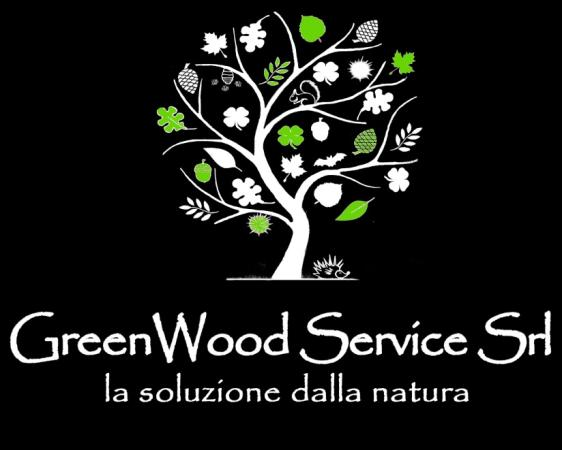 GreenWood Service Srl
la soluzione dalla natura